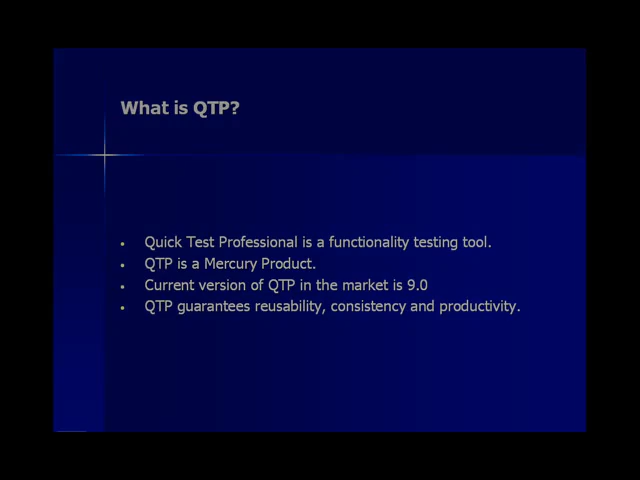 What is QTP?
• Quick Test Professional is a functionality testing tool.
• QTP is a Mercury Product.
• Current version of QTP in the market is 9.0
• QTP guarantees reusability, consistency and productivity.